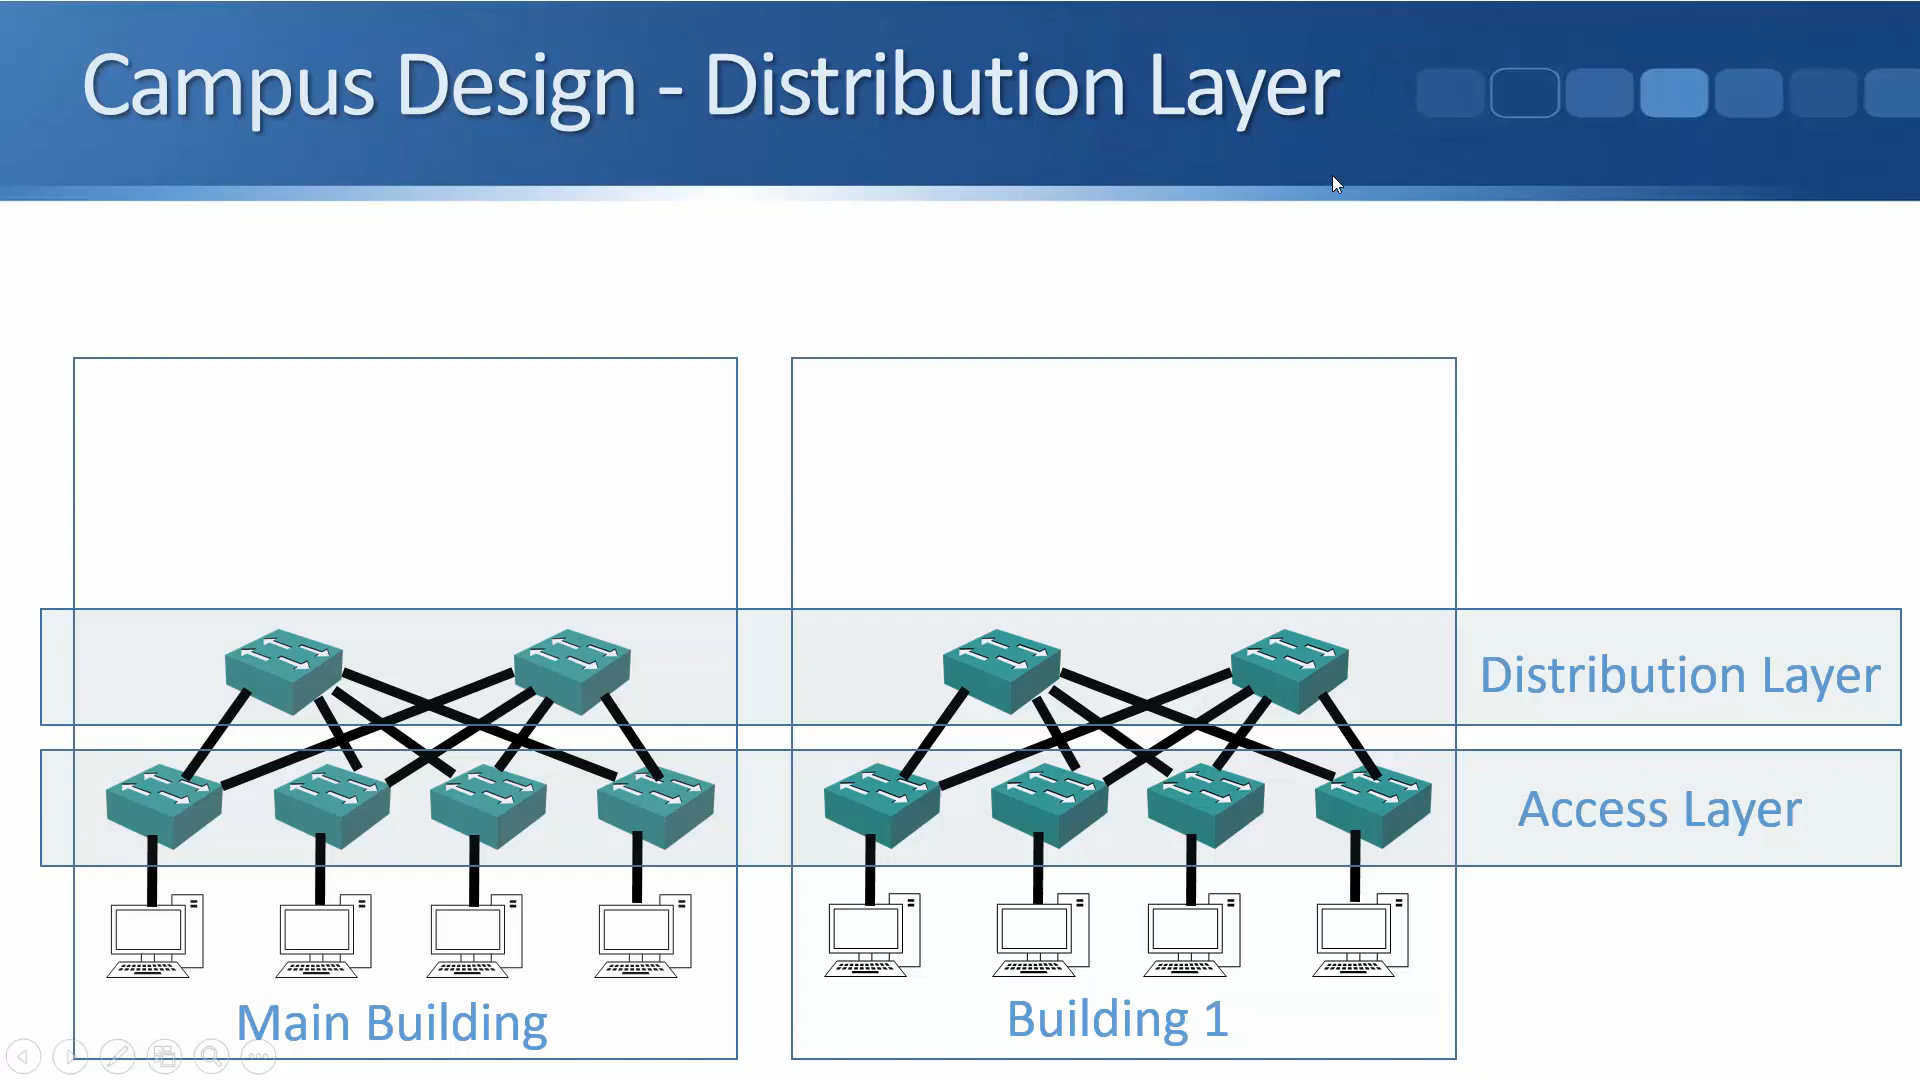 Campus Design - Distribution Layer
Distribution Layer
Access Layer
Main Building
Building 1